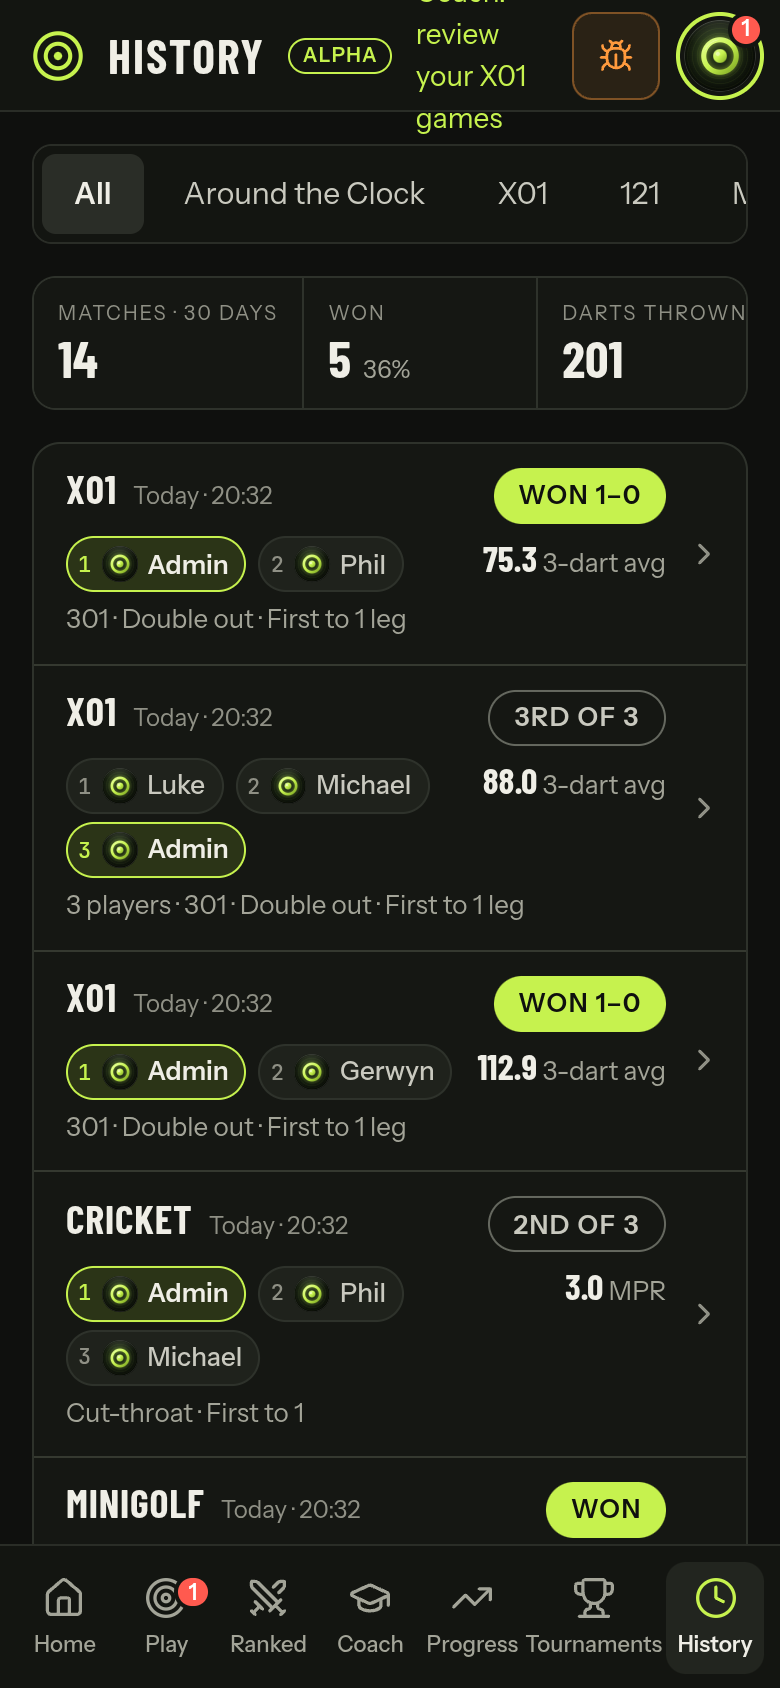 HISTORY
ALPHA
Coach:
review
your X01
games
1
All
Around the Clock
X01
121
MATCHES · 30 DAYS
14
WON
5 36%
DARTS THROWN
201
X01 Today · 20:32
WON 1–0
1 Admin
2 Phil
75.3 3-dart avg
301 · Double out · First to 1 leg
X01 Today · 20:32
3RD OF 3
1 Luke
2 Michael
88.0 3-dart avg
3 Admin
3 players · 301 · Double out · First to 1 leg
X01 Today · 20:32
WON 1–0
1 Admin
2 Gerwyn
112.9 3-dart avg
301 · Double out · First to 1 leg
CRICKET Today · 20:32
2ND OF 3
1 Admin
2 Phil
3.0 MPR
3 Michael
Cut-throat · First to 1
MINIGOLF Today · 20:32
WON
1
Home
Play
Ranked
Coach
Progress
Tournaments
History